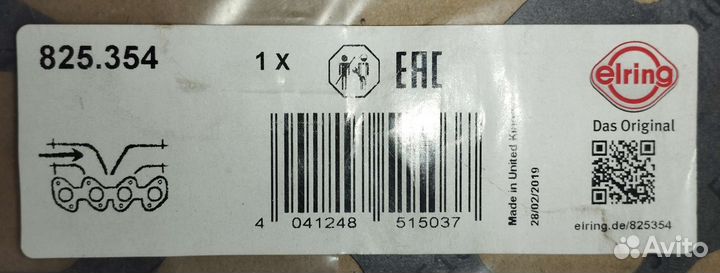 825.354
1 X
EAC
elring
Das Original
4 041248 515037
Made in United
28/02/2019
elring.de/825354
Avito